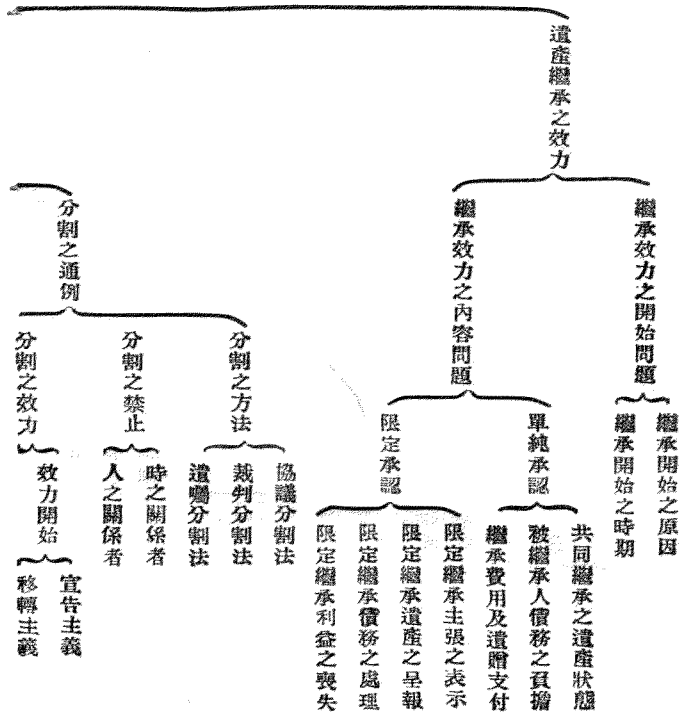 遺產繼承之效力
繼承效力之開始問題
繼承開始之原因
繼承開始之時期
繼承效力之內容問題
單純承認
共同繼承之遺產狀態
被繼承人債務之負擔
繼承費用及遺贈支付
限定承認
限定繼承主張之表示
限定繼承遺產之呈報
限定繼承債務之處理
限定繼承利益之喪失
分割之通例
分割之方法
協議分割法
裁判分割法
遺囑分割法
分割之禁止
時之關係者
人之關係者
分割之效力
效力開始
宣告主義
移轉主義